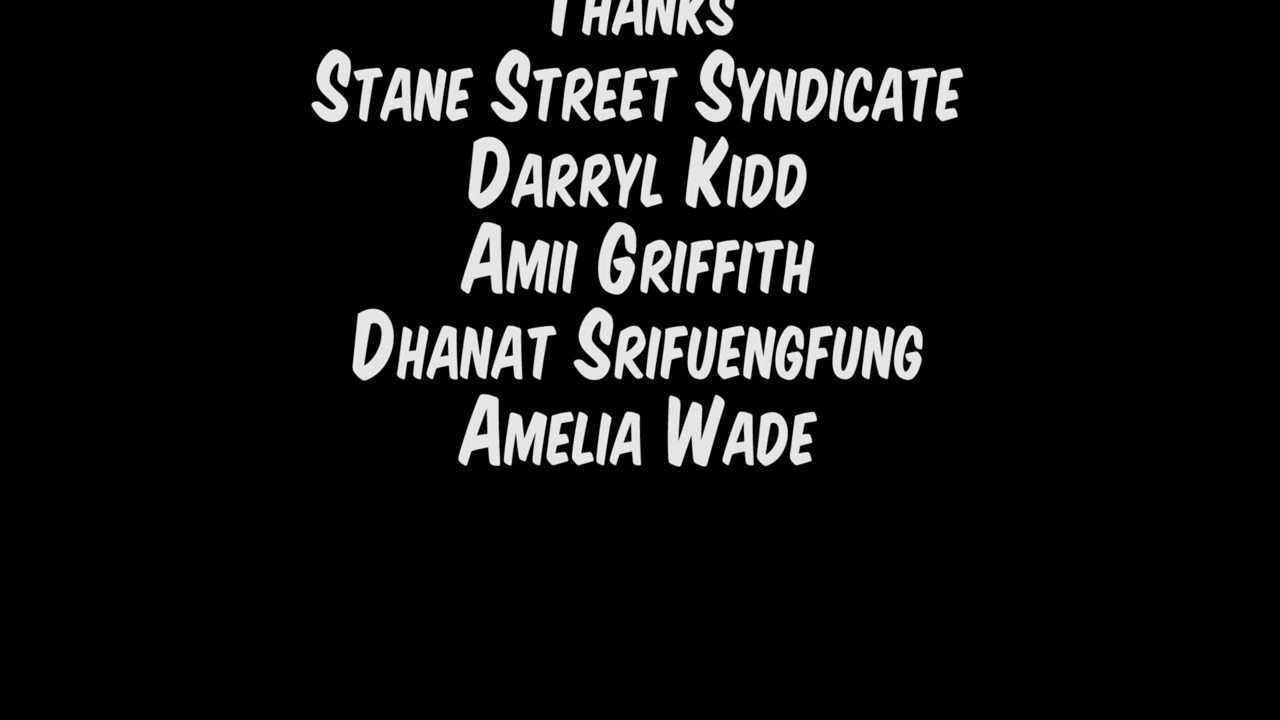 Thanks
Stane Street Syndicate
Darryl Kidd
Amii Griffith
Dhanat Srifuengfung
Amelia Wade